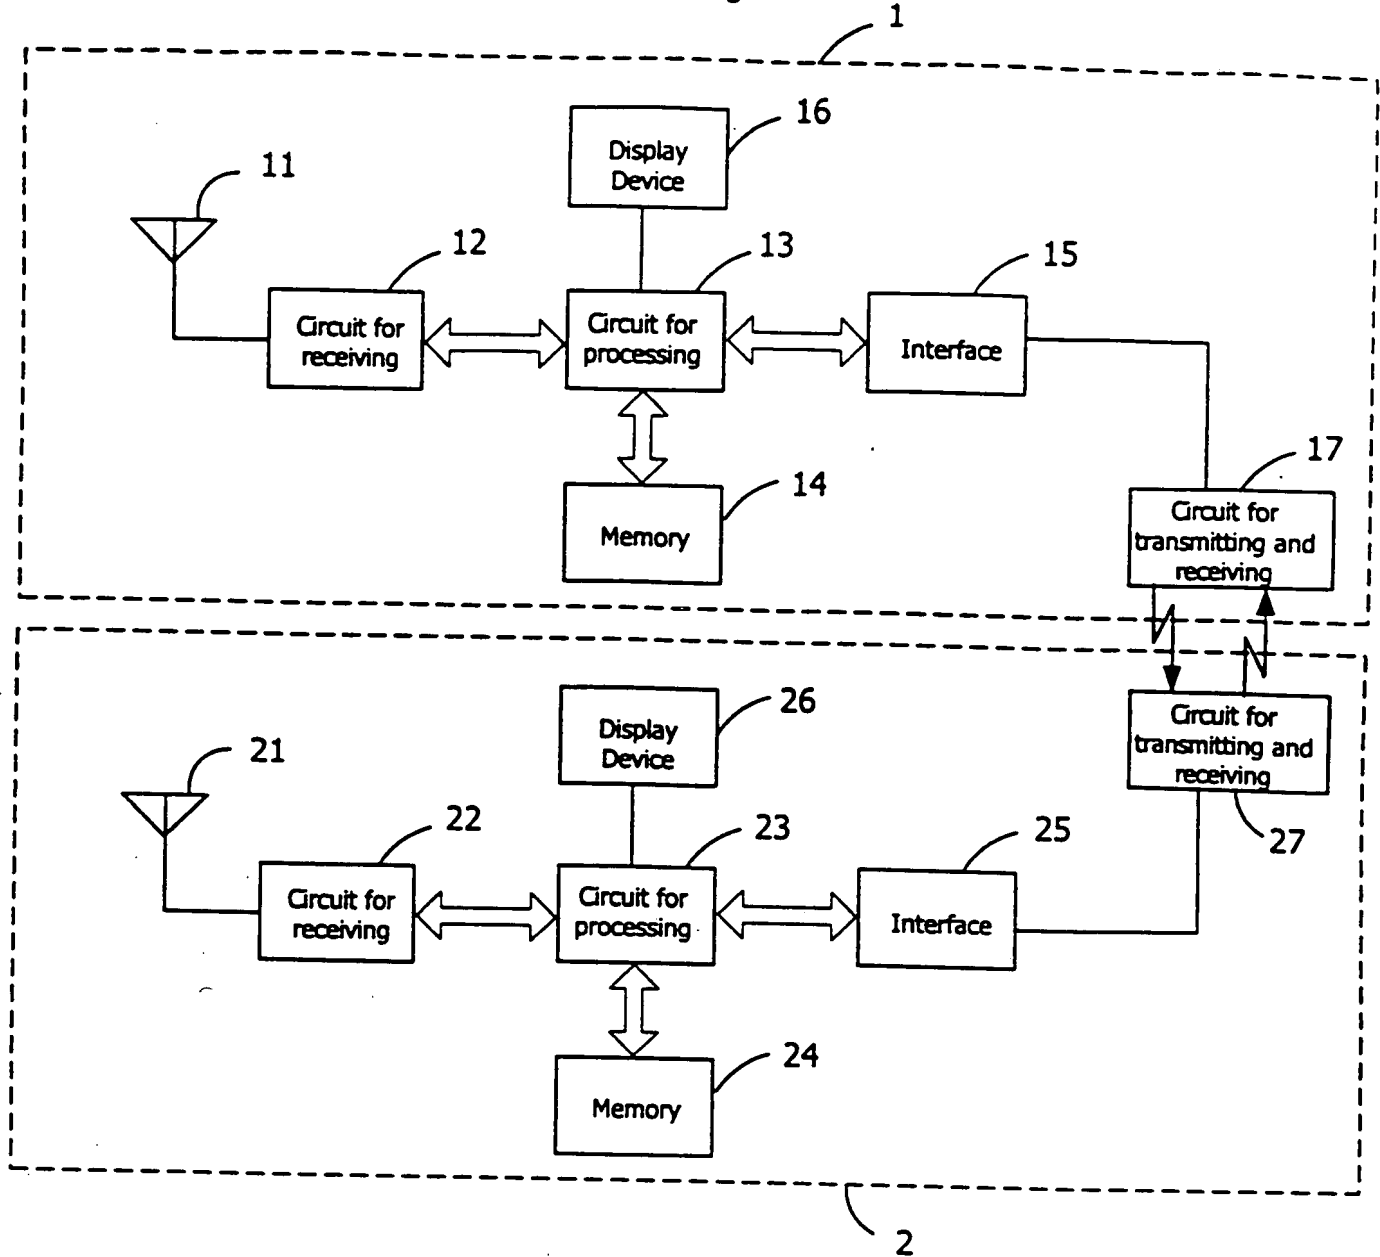 1
16
Display
Device
11
12
13
15
Circuit for
receiving
Circuit for
processing
Interface
17
14
Memory
Circuit for
transmitting and
receiving
26
Display
Device
Circuit for
transmitting and
receiving
21
22
23
25
27
Circuit for
receiving
Circuit for
processing
Interface
24
Memory
2